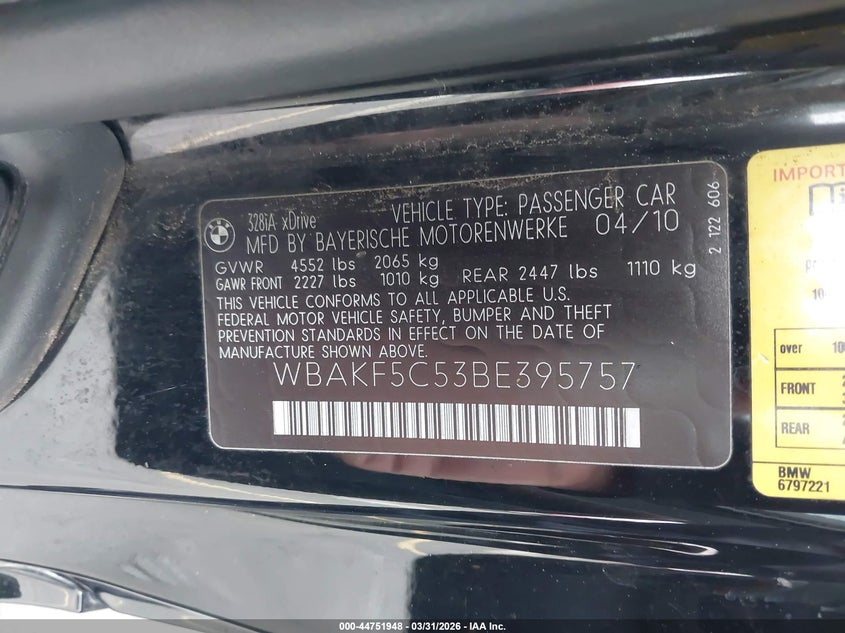 328iA xDrive VEHICLE TYPE: PASSENGER CAR
MFD BY BAYERISCHE MOTORENWERKE 04/10
GVWR 4552 lbs 2065 kg
GAWR FRONT 2227 lbs 1010 kg REAR 2447 lbs 1110 kg
THIS VEHICLE CONFORMS TO ALL APPLICABLE U.S.
FEDERAL MOTOR VEHICLE SAFETY, BUMPER AND THEFT
PREVENTION STANDARDS IN EFFECT ON THE DATE OF
MANUFACTURE SHOWN ABOVE.
WBAKF5C53BE395757
2 122 606
over
FRONT
REAR
BMW
6797221
000-44751948 - 03/31/2026 - IAA Inc.